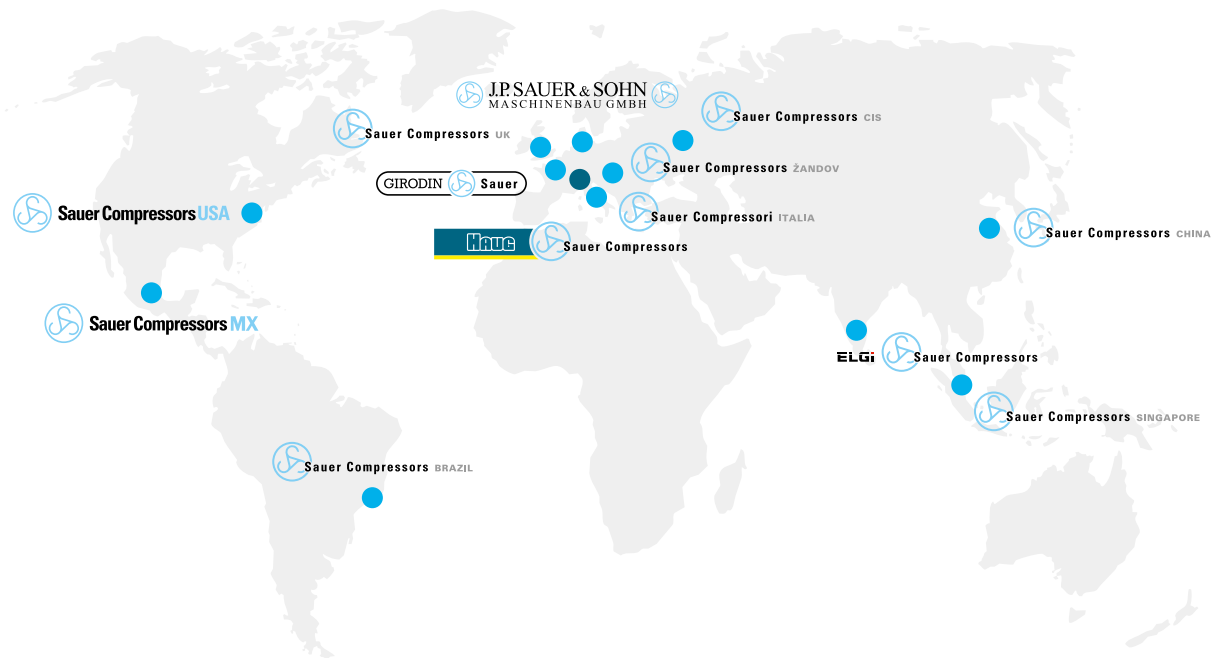 J.P. SAUER & SOHN
MASCHINENBAU GMBH
Sauer Compressors CIS
Sauer Compressors UK
Sauer Compressors ŽANDOV
GIRODIN Sauer
Sauer Compressors USA
Sauer Compressori ITALIA
Sauer Compressors CHINA
HAUG Sauer Compressors
Sauer Compressors MX
ELGi Sauer Compressors
Sauer Compressors SINGAPORE
Sauer Compressors BRAZIL